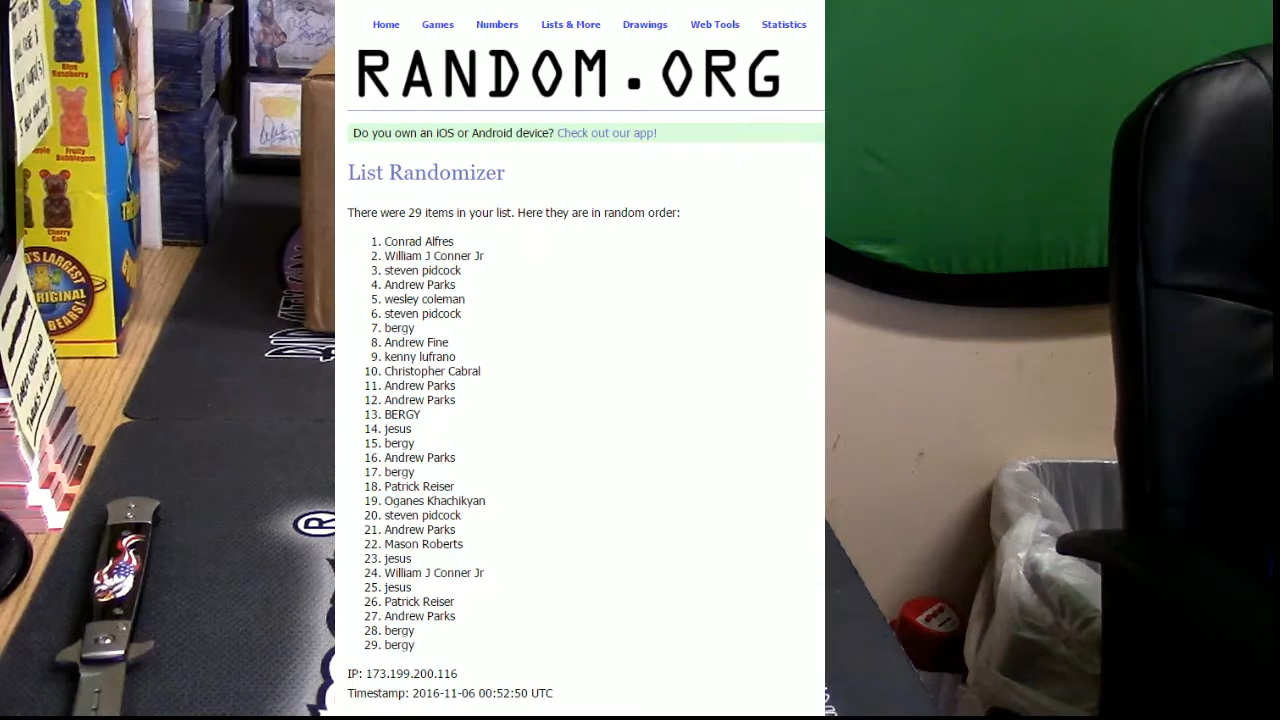 Home Games Numbers Lists & More Drawings Web Tools Statistics
RANDOM.ORG
Do you own an iOS or Android device? Check out our app!
List Randomizer
There were 29 items in your list. Here they are in random order:
1. Conrad Alfres
2. William J Conner Jr
3. steven pidcock
4. Andrew Parks
5. wesley coleman
6. steven pidcock
7. bergy
8. Andrew Fine
9. kenny lufrano
10. Christopher Cabral
11. Andrew Parks
12. Andrew Parks
13. BERGY
14. jesus
15. bergy
16. Andrew Parks
17. bergy
18. Patrick Reiser
19. Oganes Khachikyan
20. steven pidcock
21. Andrew Parks
22. Mason Roberts
23. jesus
24. William J Conner Jr
25. jesus
26. Patrick Reiser
27. Andrew Parks
28. bergy
29. bergy
IP: 173.199.200.116
Timestamp: 2016-11-06 00:52:50 UTC
Blue
Raspberry
Fruity
Bubblegum
Cherry
Cola
ORIGINAL
BEARS!
®